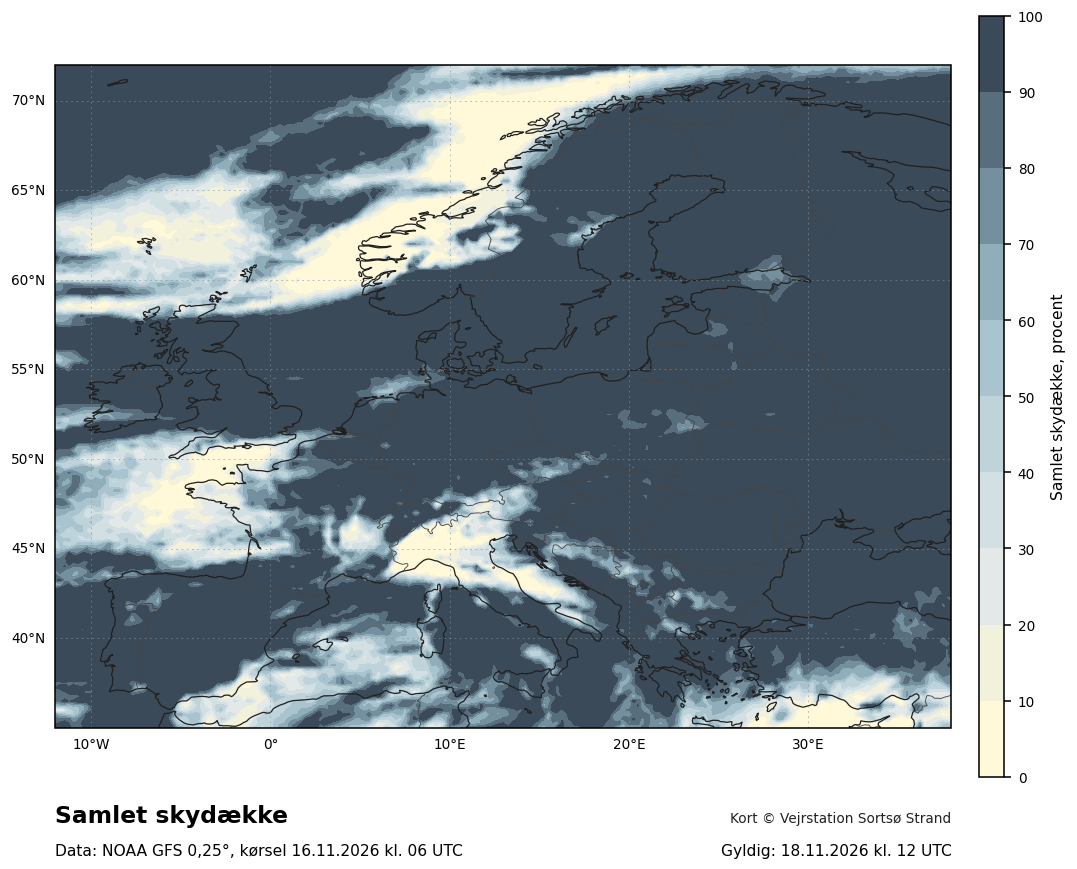 100
90
80
70
60
50
40
30
20
10
0
Samlet skydække, procent
70°N
65°N
60°N
55°N
50°N
45°N
40°N
10°W
0°
10°E
20°E
30°E
Samlet skydække
Kort © Vejrstation Sortsø Strand
Data: NOAA GFS 0,25°, kørsel 16.11.2026 kl. 06 UTC
Gyldig: 18.11.2026 kl. 12 UTC